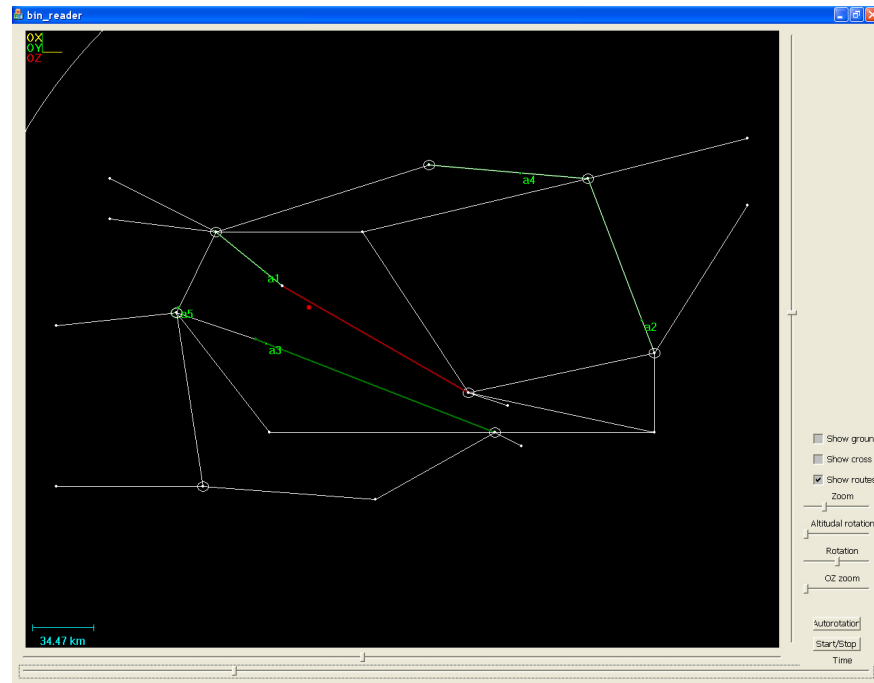 bin_reader
OX
OY
OZ
a4
a1
a5
a2
a3
Show groun
Show cross
Show routes
Zoom
Altitudal rotation
Rotation
OZ zoom
Autorotation
Start/Stop
Time
34.47 km